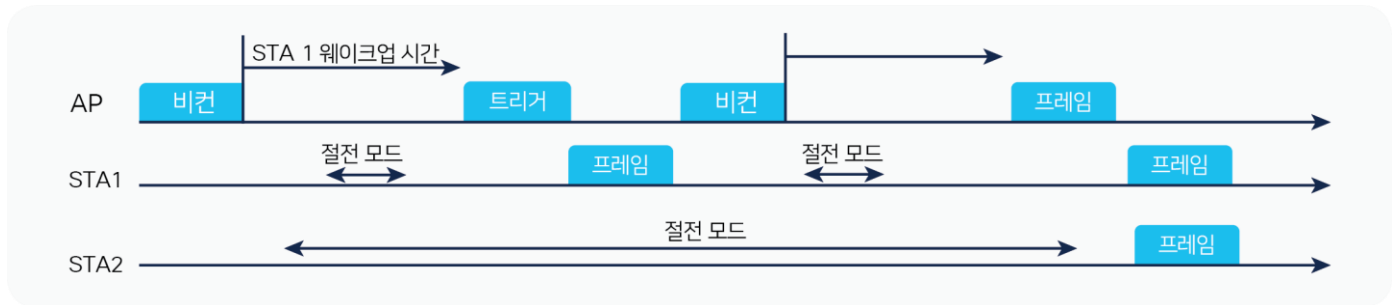 STA 1 웨이크업 시간
AP 비컨 트리거 비컨 프레임
절전 모드 절전 모드
STA1 프레임 프레임
절전 모드
STA2 프레임